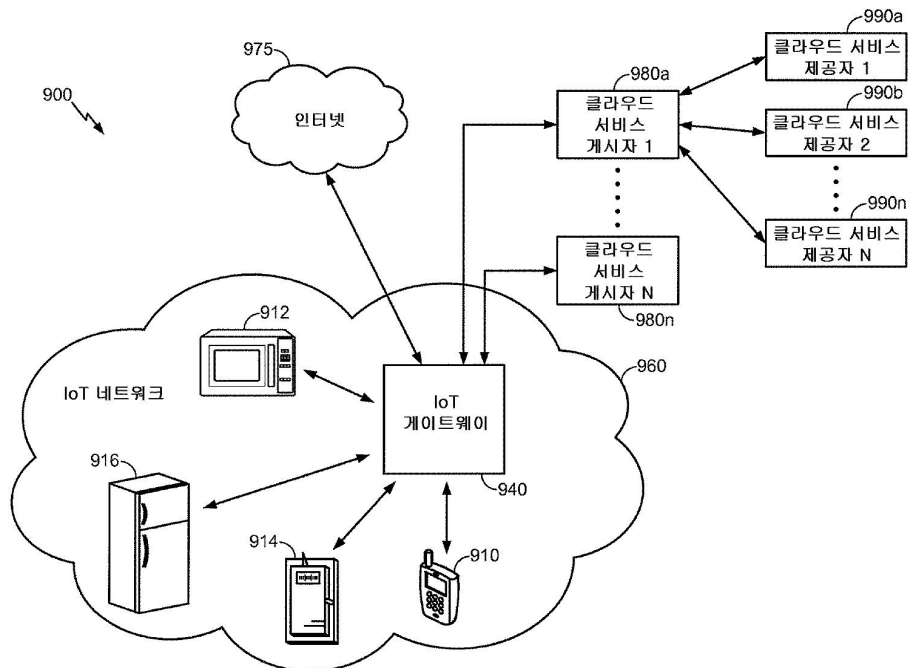 900
975
인터넷
980a
클라우드
서비스
게시자 1
990a
클라우드 서비스
제공자 1
990b
클라우드 서비스
제공자 2
990n
클라우드 서비스
제공자 N
클라우드
서비스
게시자 N
980n
IoT 네트워크
912
960
IoT
게이트웨이
940
916
914
910